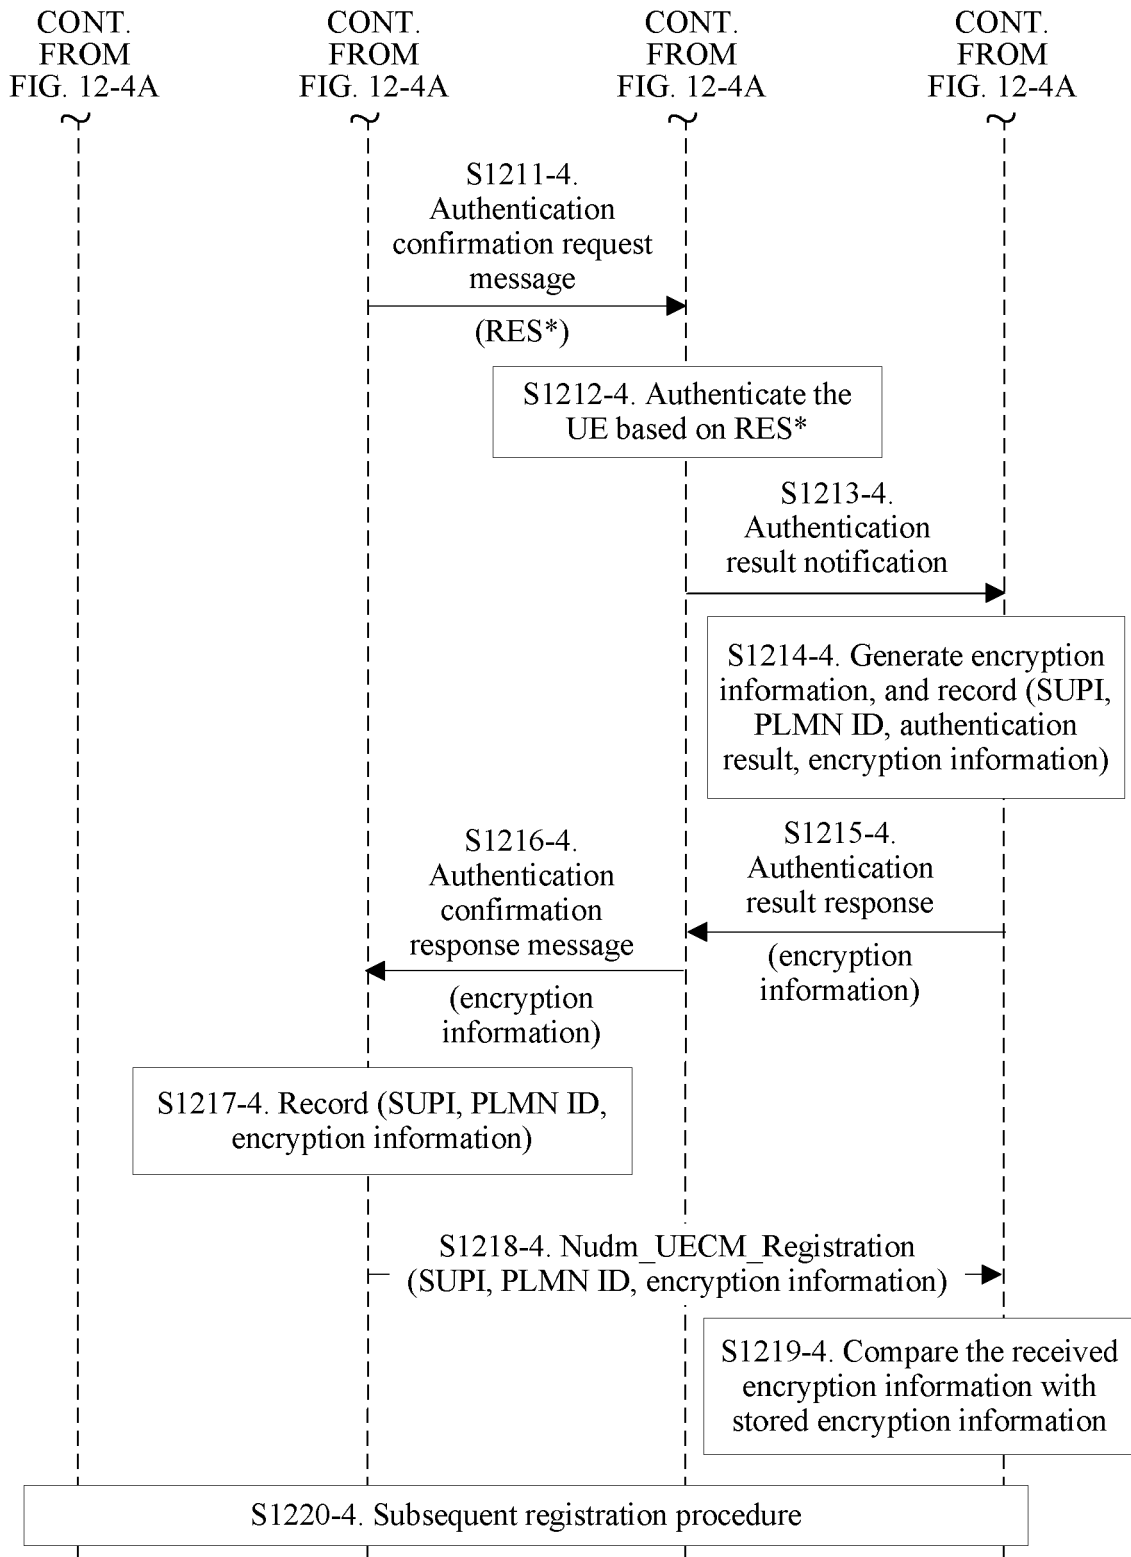 CONT.
FROM
FIG. 12-4A
CONT.
FROM
FIG. 12-4A
CONT.
FROM
FIG. 12-4A
CONT.
FROM
FIG. 12-4A
S1211-4.
Authentication
confirmation request
message
(RES*)
S1212-4. Authenticate the
UE based on RES*
S1213-4.
Authentication
result notification
S1214-4. Generate encryption
information, and record (SUPI,
PLMN ID, authentication
result, encryption information)
S1215-4.
Authentication
result response
(encryption
information)
S1216-4.
Authentication
confirmation
response message
(encryption
information)
S1217-4. Record (SUPI, PLMN ID,
encryption information)
S1218-4. Nudm_UECM_Registration
(SUPI, PLMN ID, encryption information)
S1219-4. Compare the received
encryption information with
stored encryption information
S1220-4. Subsequent registration procedure